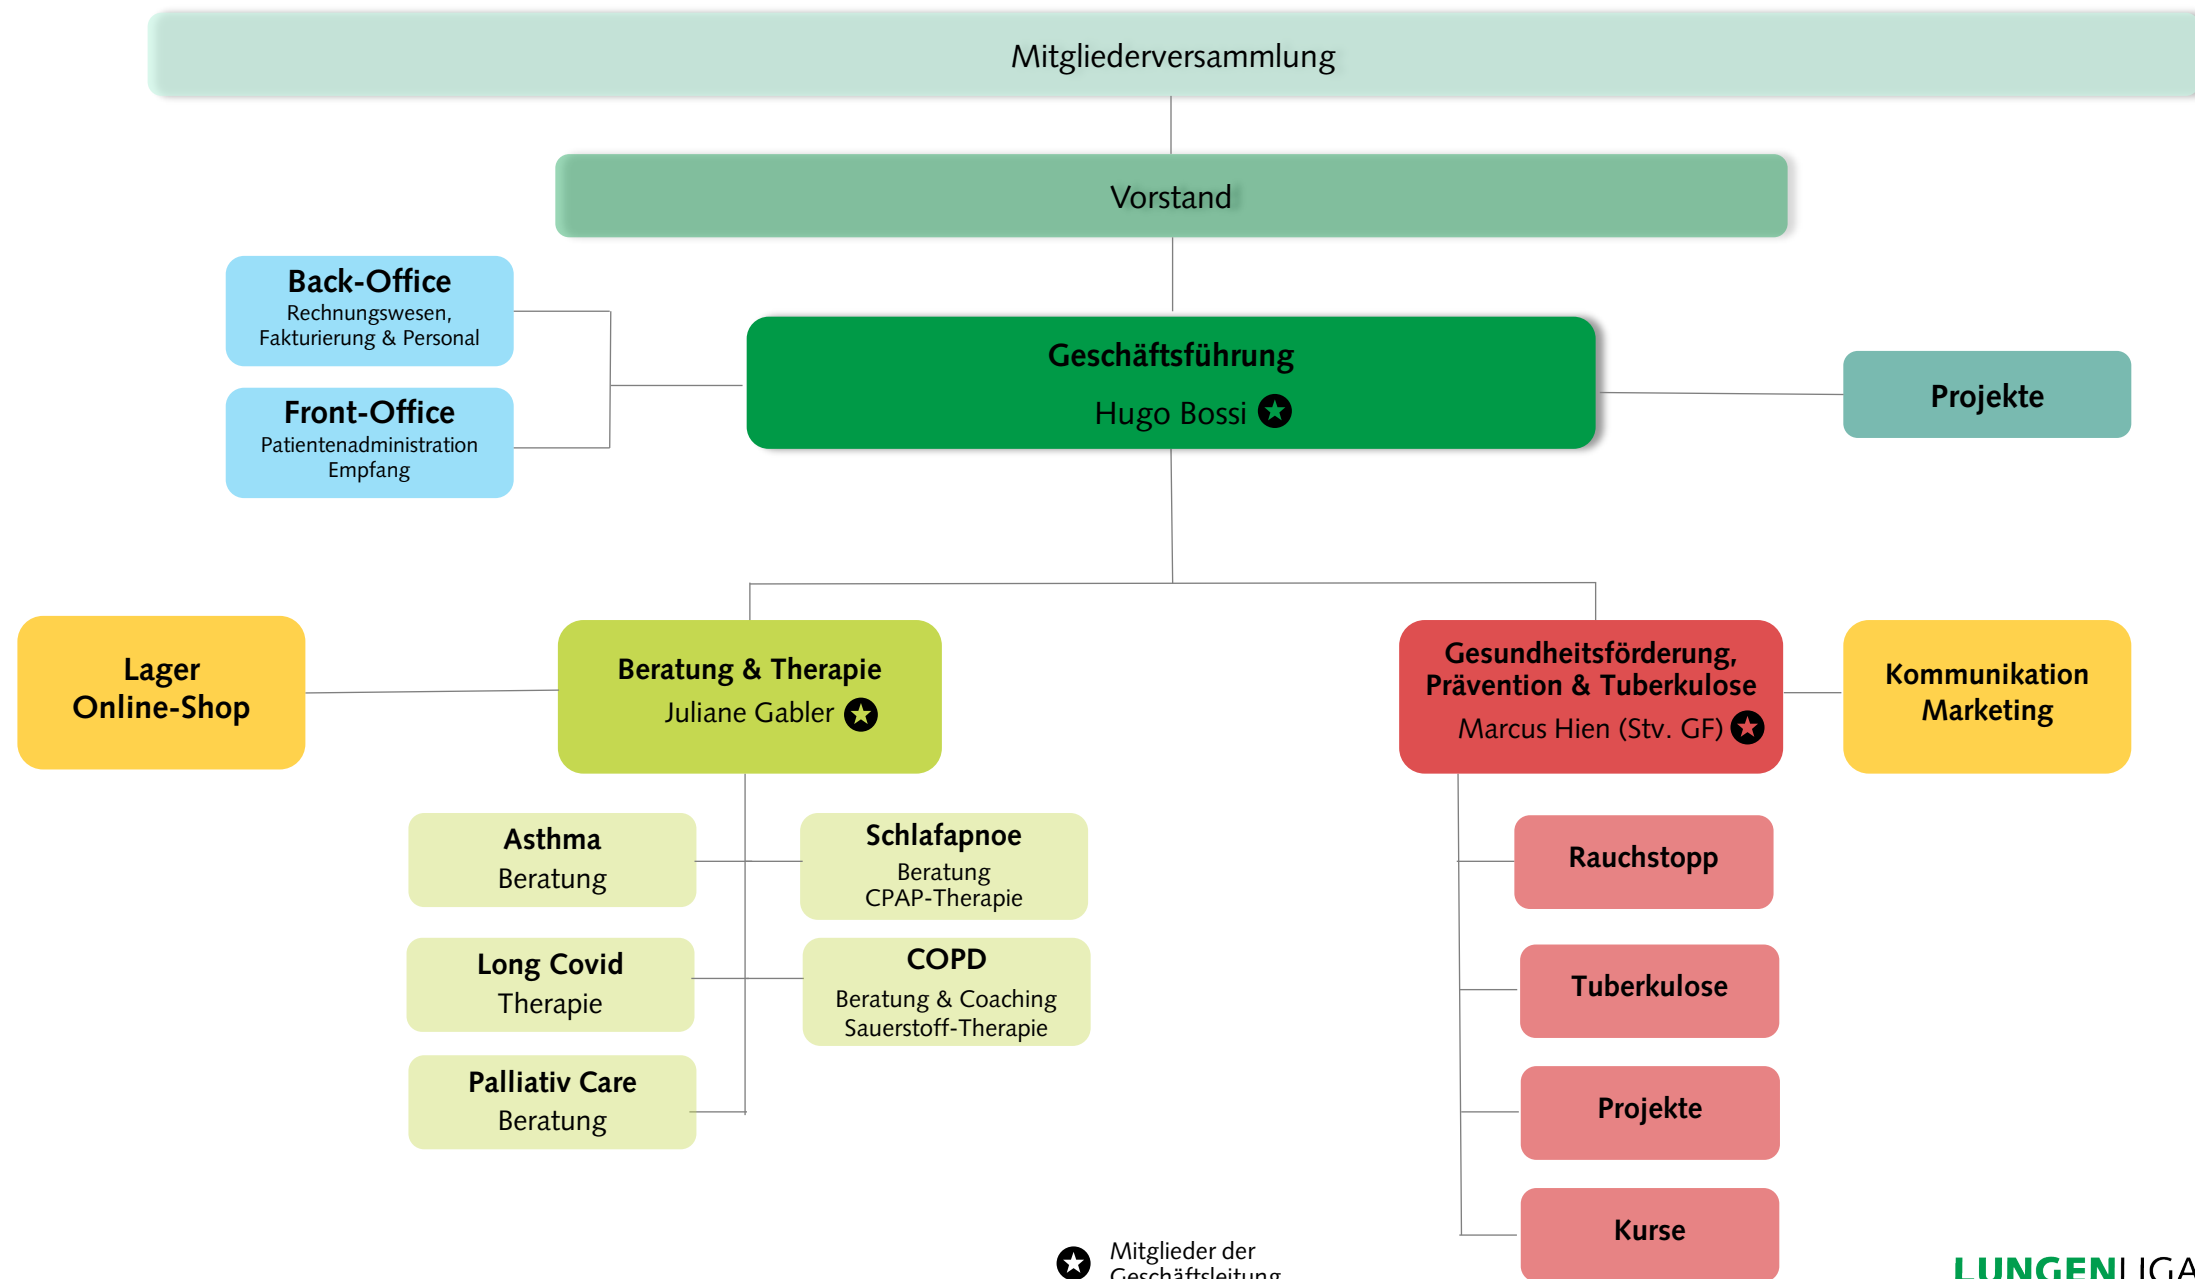 Mitgliederversammlung
Vorstand
Back-Office
Rechnungswesen,
Fakturierung & Personal
Front-Office
Patientenadministration
Empfang
Geschäftsführung
Hugo Bossi
Projekte
Lager
Online-Shop
Beratung & Therapie
Juliane Gabler
Gesundheitsförderung,
Prävention & Tuberkulose
Marcus Hien (Stv. GF)
Kommunikation
Marketing
Asthma
Beratung
Schlafapnoe
Beratung
CPAP-Therapie
Long Covid
Therapie
COPD
Beratung & Coaching
Sauerstoff-Therapie
Palliativ Care
Beratung
Rauchstopp
Tuberkulose
Projekte
Kurse
Mitglieder der
Geschäftsleitung
LUNGENLIGA